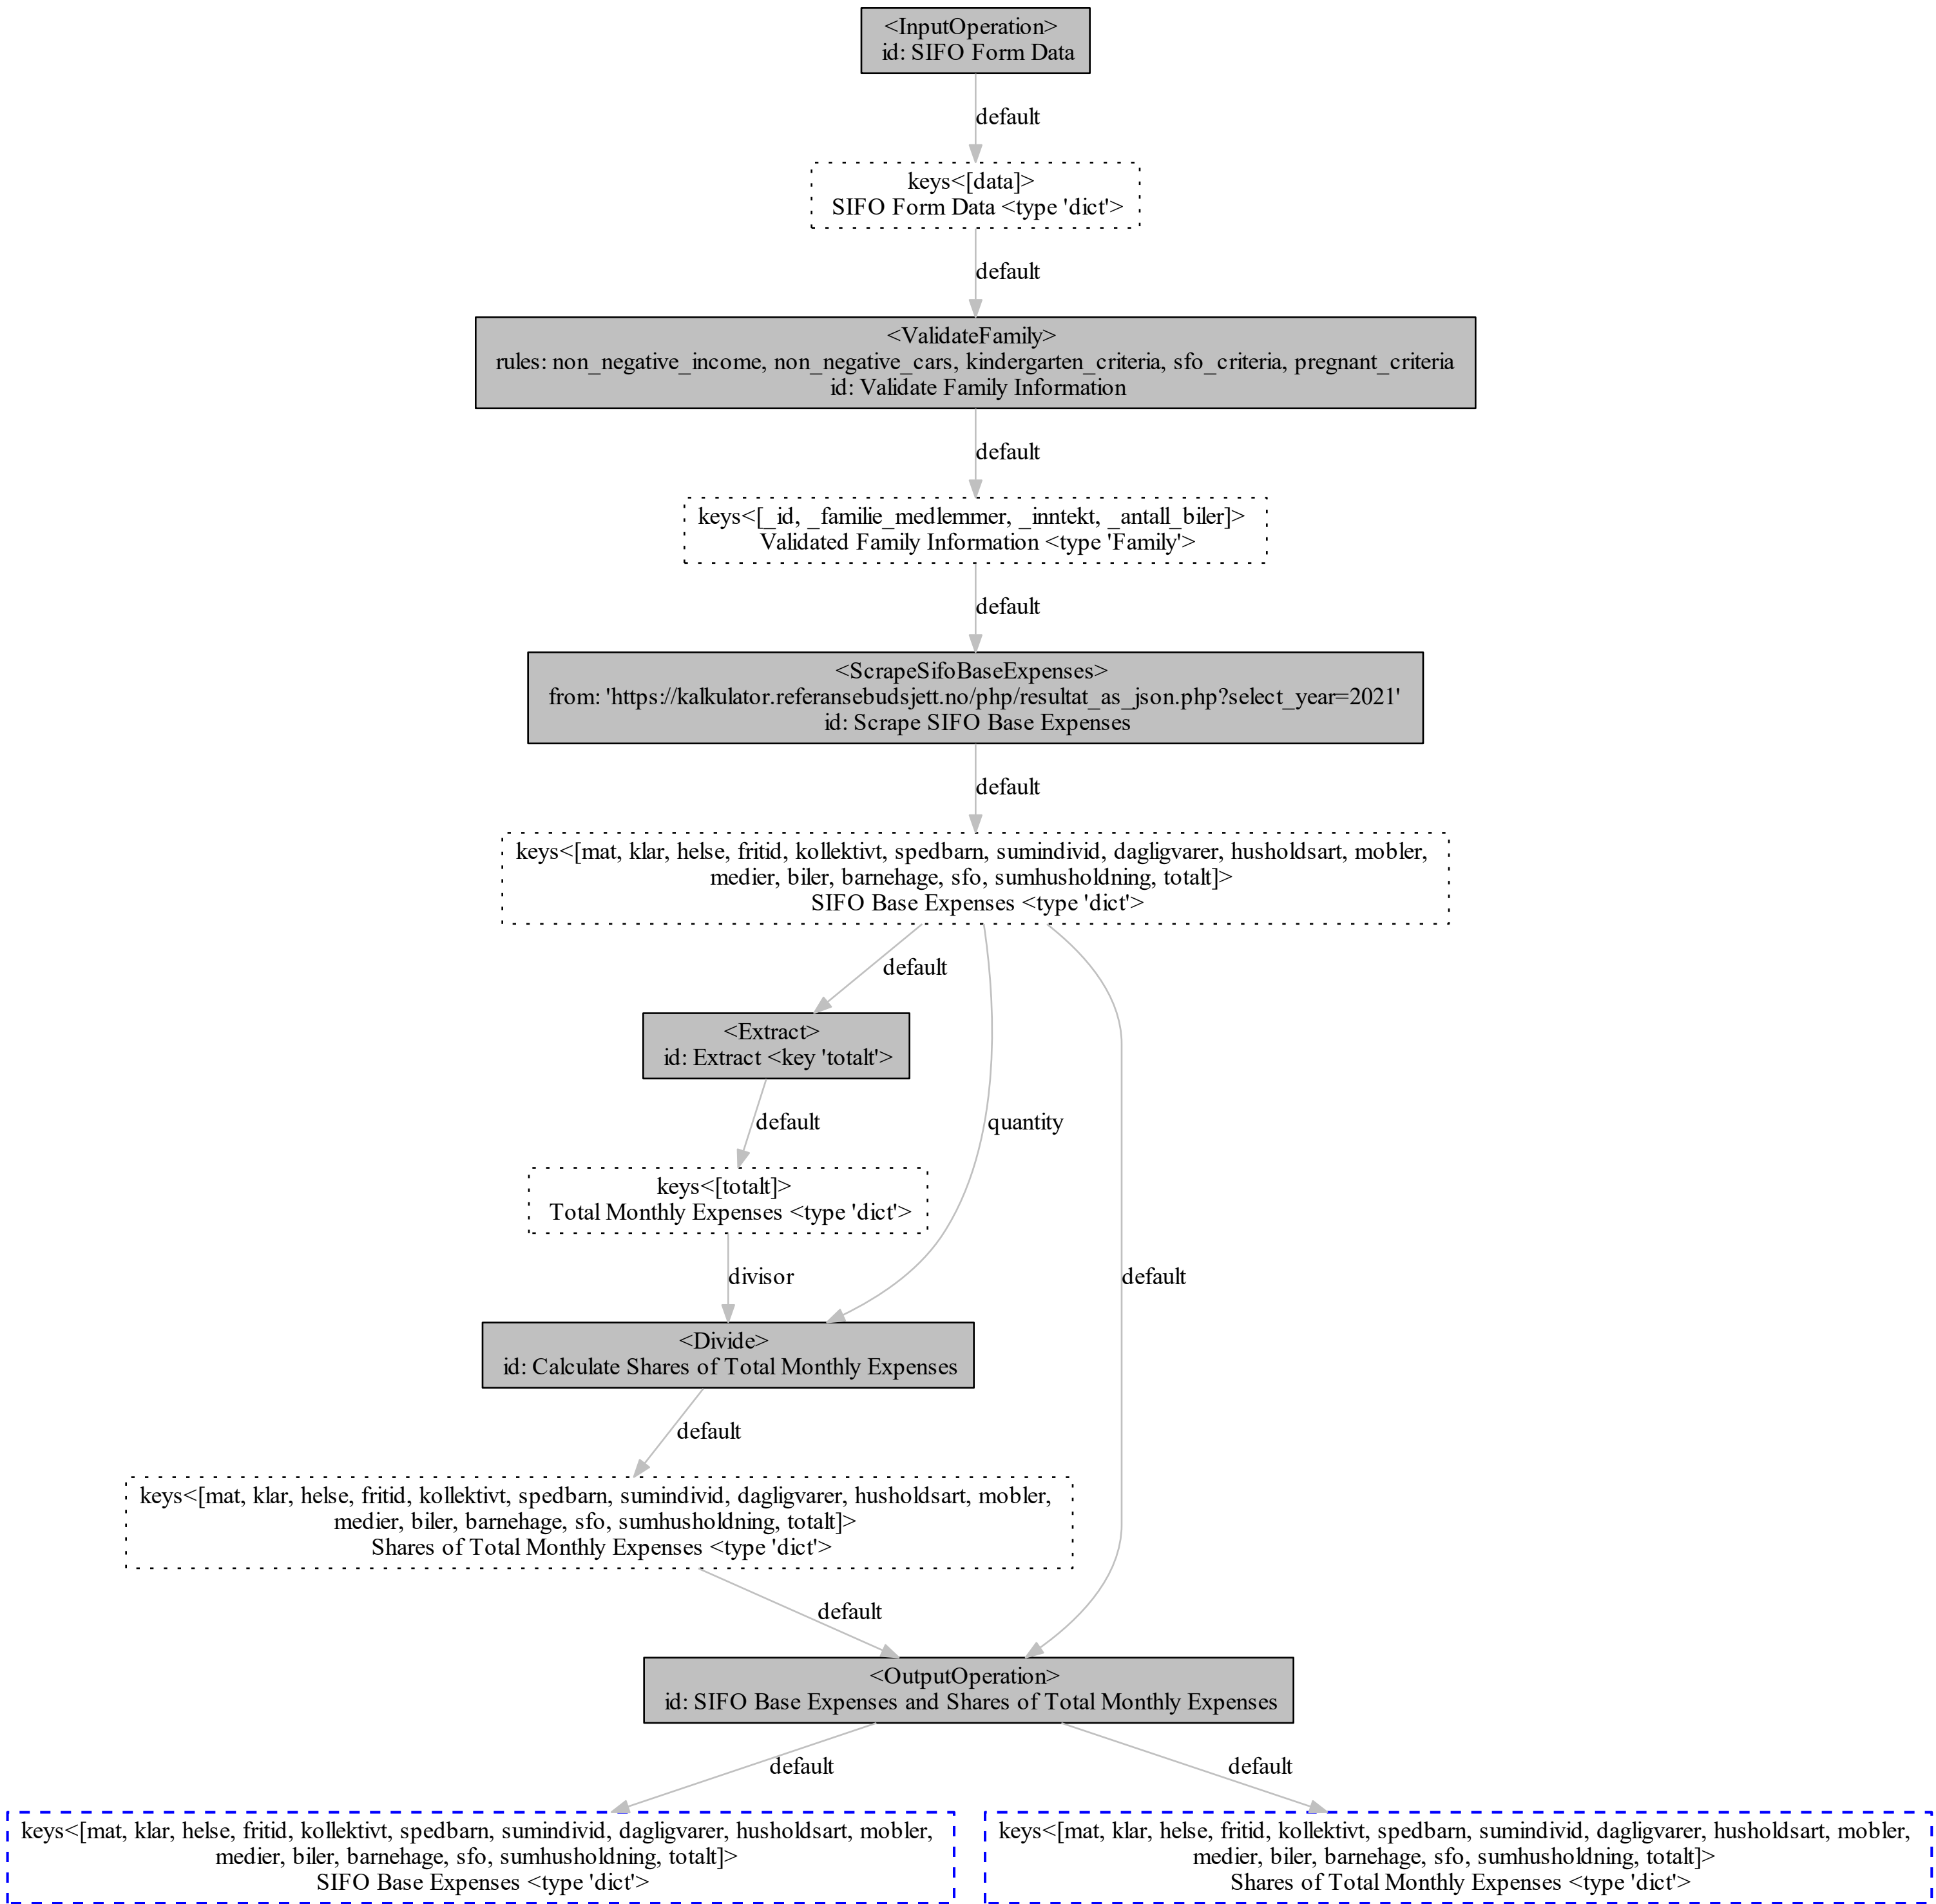 <InputOperation>
id: SIFO Form Data
default
keys<[data]>
SIFO Form Data <type 'dict'>
default
<ValidateFamily>
rules: non_negative_income, non_negative_cars, kindergarten_criteria, sfo_criteria, pregnant_criteria
id: Validate Family Information
default
keys<[_id, _familie_medlemmer, _inntekt, _antall_biler]>
Validated Family Information <type 'Family'>
default
<ScrapeSifoBaseExpenses>
from: 'https://kalkulator.referansebudsjett.no/php/resultat_as_json.php?select_year=2021'
id: Scrape SIFO Base Expenses
default
keys<[mat, klar, helse, fritid, kollektivt, spedbarn, sumindivid, dagligvarer, husholdsart, mobler,
medier, biler, barnehage, sfo, sumhusholdning, totalt]>
SIFO Base Expenses <type 'dict'>
default
<Extract>
id: Extract <key 'totalt'>
default
quantity
keys<[totalt]>
Total Monthly Expenses <type 'dict'>
divisor
default
<Divide>
id: Calculate Shares of Total Monthly Expenses
default
keys<[mat, klar, helse, fritid, kollektivt, spedbarn, sumindivid, dagligvarer, husholdsart, mobler,
medier, biler, barnehage, sfo, sumhusholdning, totalt]>
Shares of Total Monthly Expenses <type 'dict'>
default
<OutputOperation>
id: SIFO Base Expenses and Shares of Total Monthly Expenses
default
default
keys<[mat, klar, helse, fritid, kollektivt, spedbarn, sumindivid, dagligvarer, husholdsart, mobler,
medier, biler, barnehage, sfo, sumhusholdning, totalt]>
SIFO Base Expenses <type 'dict'>
keys<[mat, klar, helse, fritid, kollektivt, spedbarn, sumindivid, dagligvarer, husholdsart, mobler,
medier, biler, barnehage, sfo, sumhusholdning, totalt]>
Shares of Total Monthly Expenses <type 'dict'>